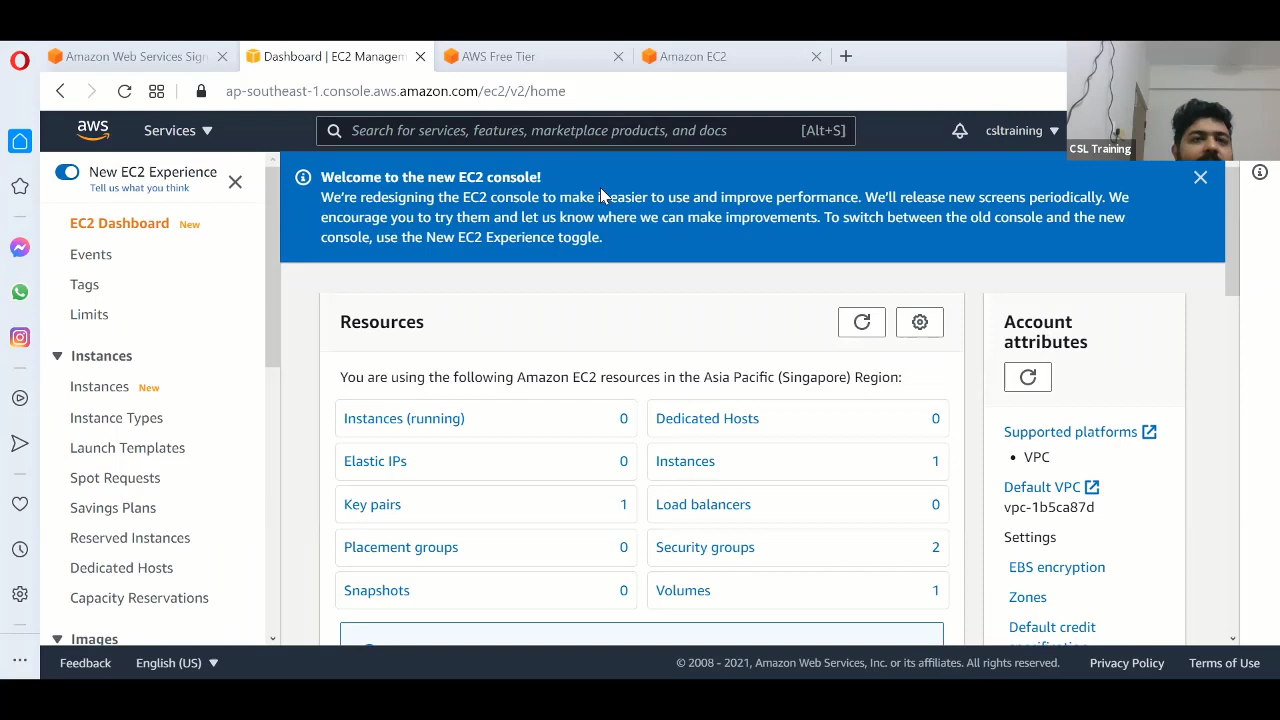 Amazon Web Services Sign
Dashboard | EC2 Managem
AWS Free Tier
Amazon EC2
ap-southeast-1.console.aws.amazon.com/ec2/v2/home
aws
Services
Search for services, features, marketplace products, and docs
[Alt+S]
csltraining
CSL Training
New EC2 Experience
Tell us what you think
EC2 Dashboard New
Events
Tags
Limits
Instances
Instances New
Instance Types
Launch Templates
Spot Requests
Savings Plans
Reserved Instances
Dedicated Hosts
Capacity Reservations
Images
Welcome to the new EC2 console!
We're redesigning the EC2 console to make it easier to use and improve performance. We'll release new screens periodically. We
encourage you to try them and let us know where we can make improvements. To switch between the old console and the new
console, use the New EC2 Experience toggle.
Resources
You are using the following Amazon EC2 resources in the Asia Pacific (Singapore) Region:
Instances (running) 0
Dedicated Hosts 0
Elastic IPs 0
Instances 1
Key pairs 1
Load balancers 0
Placement groups 0
Security groups 2
Snapshots 0
Volumes 1
Account
attributes
Supported platforms
• VPC
Default VPC
vpc-1b5ca87d
Settings
EBS encryption
Zones
Default credit
Feedback
English (US)
© 2008 - 2021, Amazon Web Services, Inc. or its affiliates. All rights reserved.
Privacy Policy
Terms of Use